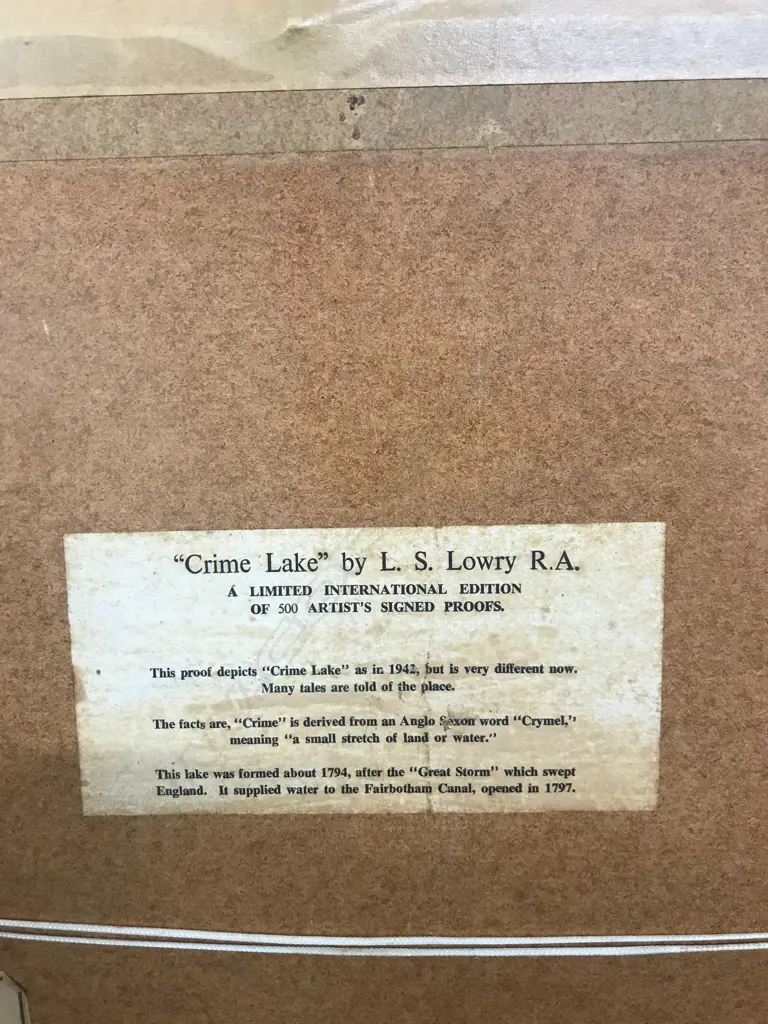 "Crime Lake" by L. S. Lowry R.A.
A LIMITED INTERNATIONAL EDITION
OF 500 ARTIST'S SIGNED PROOFS.
This proof depicts "Crime Lake" as in 1942, but is very different now.
Many tales are told of the place.
The facts are, "Crime" is derived from an Anglo Saxon word "Crymel,"
meaning "a small stretch of land or water."
This lake was formed about 1794, after the "Great Storm" which swept
England. It supplied water to the Fairbotham Canal, opened in 1797.